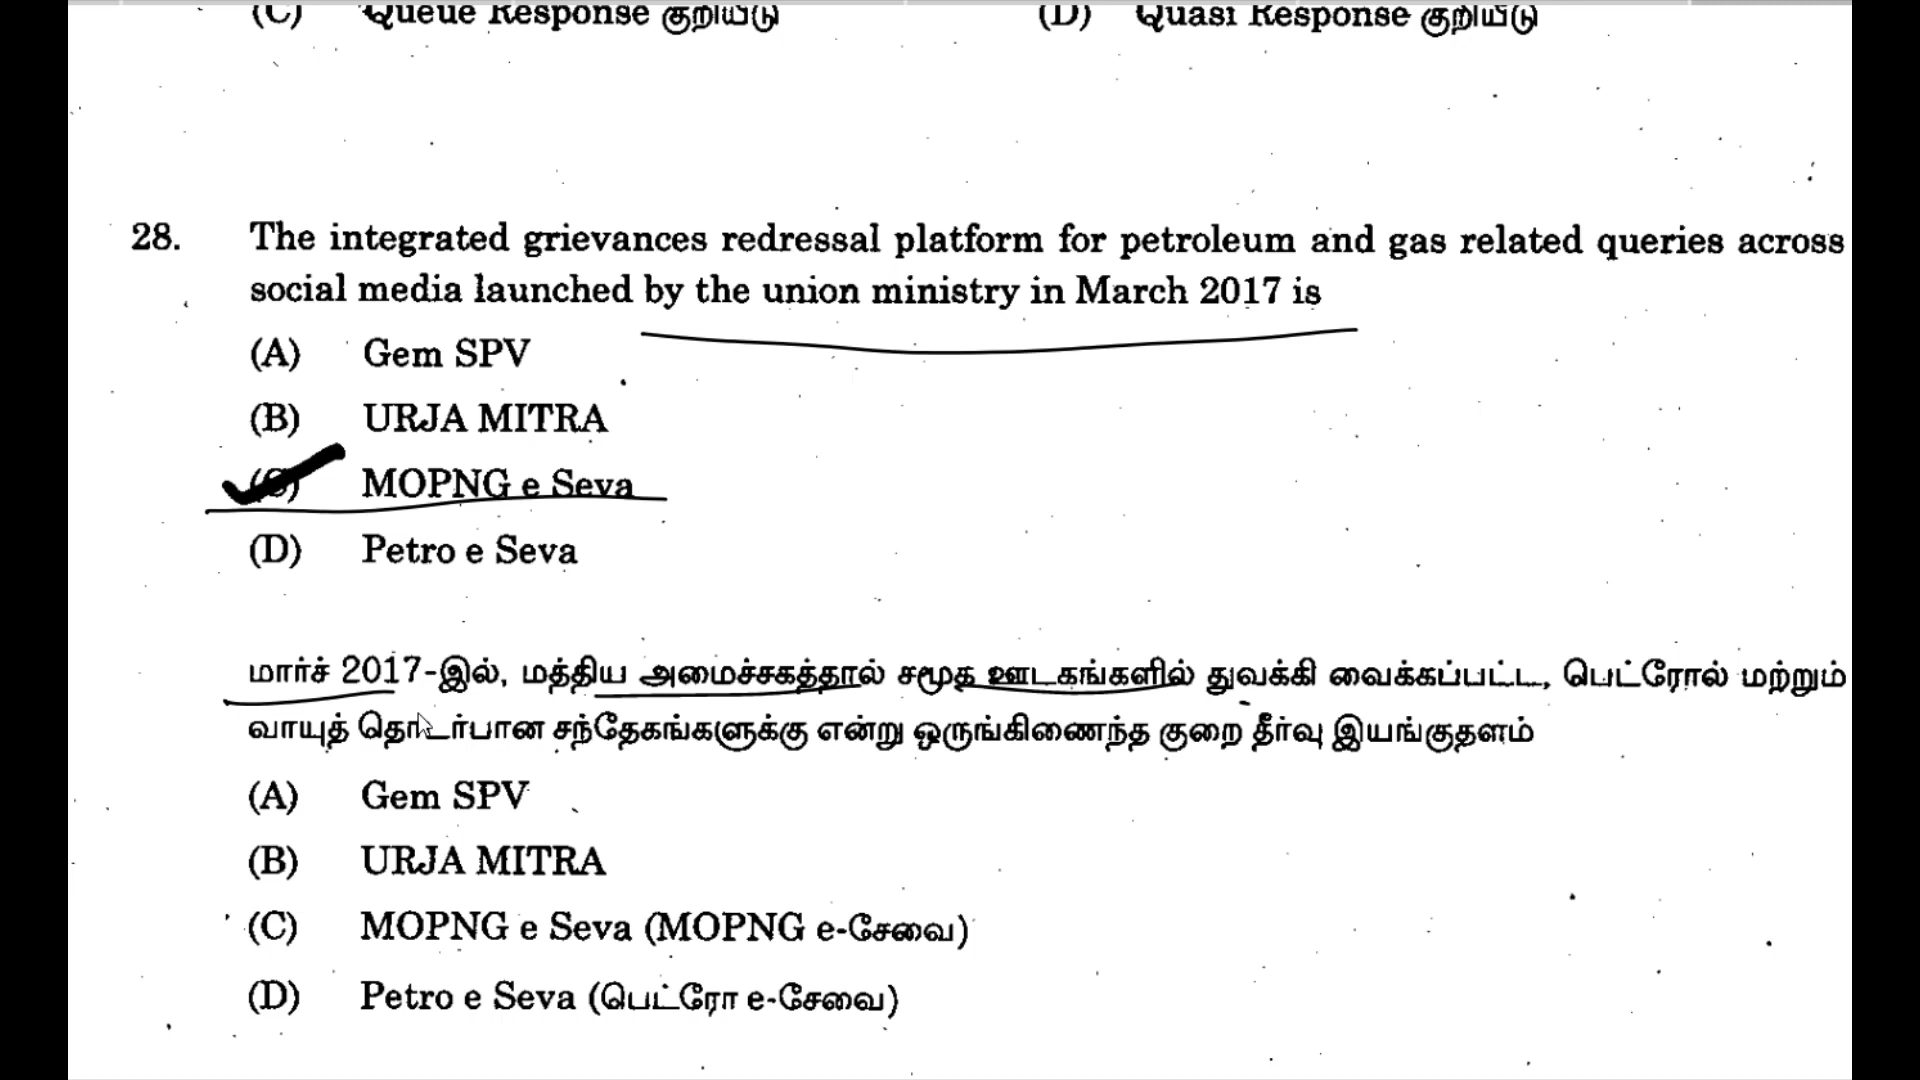 (C) Queue Response குறியீடு (D) Quasi Response குறியீடு
28. The integrated grievances redressal platform for petroleum and gas related queries across
social media launched by the union ministry in March 2017 is
(A) Gem SPV
(B) URJA MITRA
(C) MOPNG e Seva
(D) Petro e Seva
மார்ச் 2017-இல், மத்திய அமைச்சகத்தால் சமூத ஊடகங்களில் துவக்கி வைக்கப்பட்ட, பெட்ரோல் மற்றும்
வாயுத் தொடர்பான சந்தேகங்களுக்கு என்று ஒருங்கிணைந்த குறை தீர்வு இயங்குதளம்
(A) Gem SPV
(B) URJA MITRA
(C) MOPNG e Seva (MOPNG e-சேவை)
(D) Petro e Seva (பெட்ரோ e-சேவை)